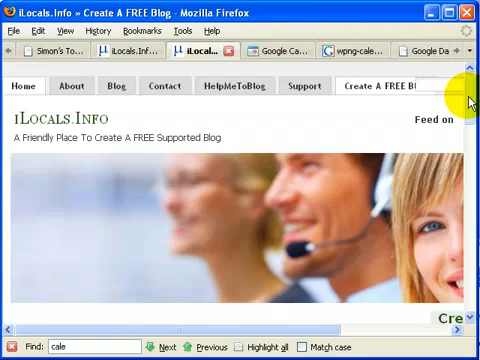 iLocals.Info » Create A FREE Blog - Mozilla Firefox
File Edit View History Bookmarks Tools Help
Simon's To... iLocals.Inf... iLocal... Google Ca... wpng-cale... Google Da
Home About Blog Contact HelpMeToBlog Support Create A FREE Bl
iLocals.Info
Feed on
A Friendly Place To Create A FREE Supported Blog
Cre
Find: cale Next Previous Highlight all Match case